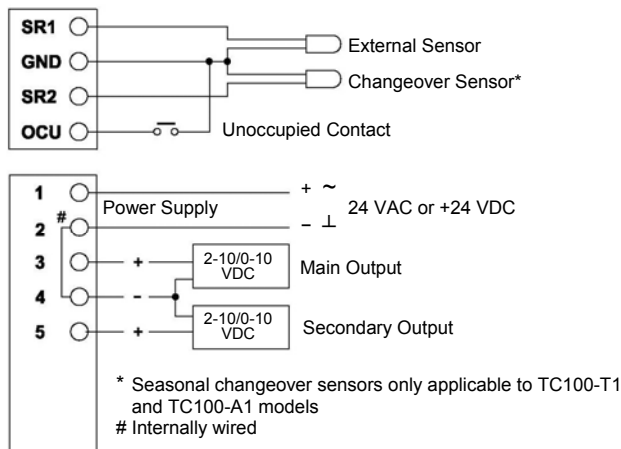 SR1
External Sensor
GND
Changeover Sensor*
SR2
OCU
Unoccupied Contact
1
+ ~
Power Supply
24 VAC or +24 VDC
#
2
− ⊥
3
+
2-10/0-10
VDC
Main Output
4
-
5
+
2-10/0-10
VDC
Secondary Output
* Seasonal changeover sensors only applicable to TC100-T1
and TC100-A1 models
# Internally wired